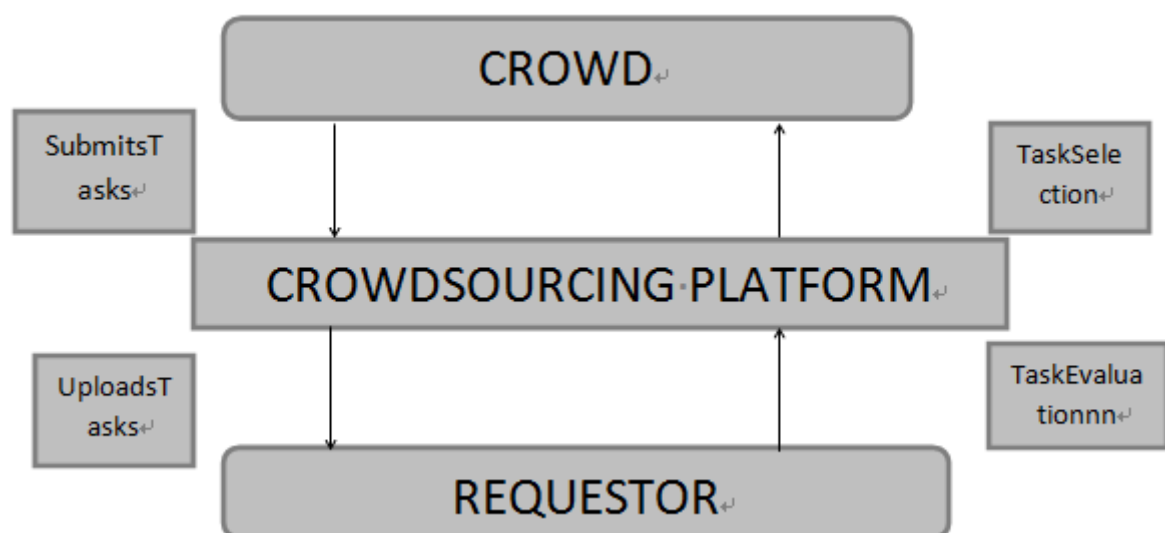 CROWD
SubmitsT
asks
TaskSele
ction
CROWDSOURCING·PLATFORM
UploadsT
asks
TaskEvalua
tionnn
REQUESTOR